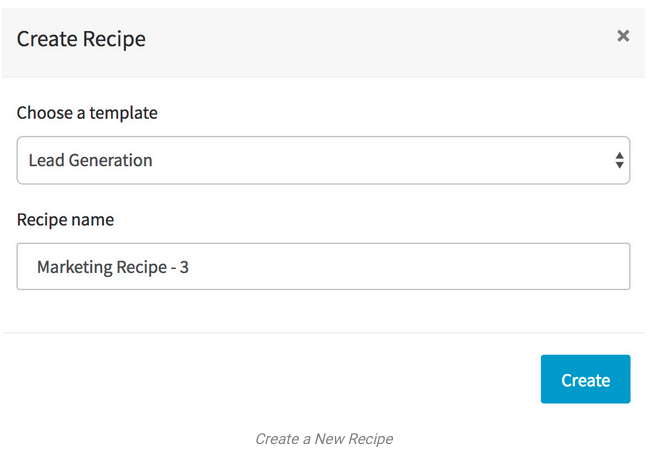 Create Recipe ×
Choose a template
Lead Generation
Recipe name
Marketing Recipe - 3
Create
Create a New Recipe